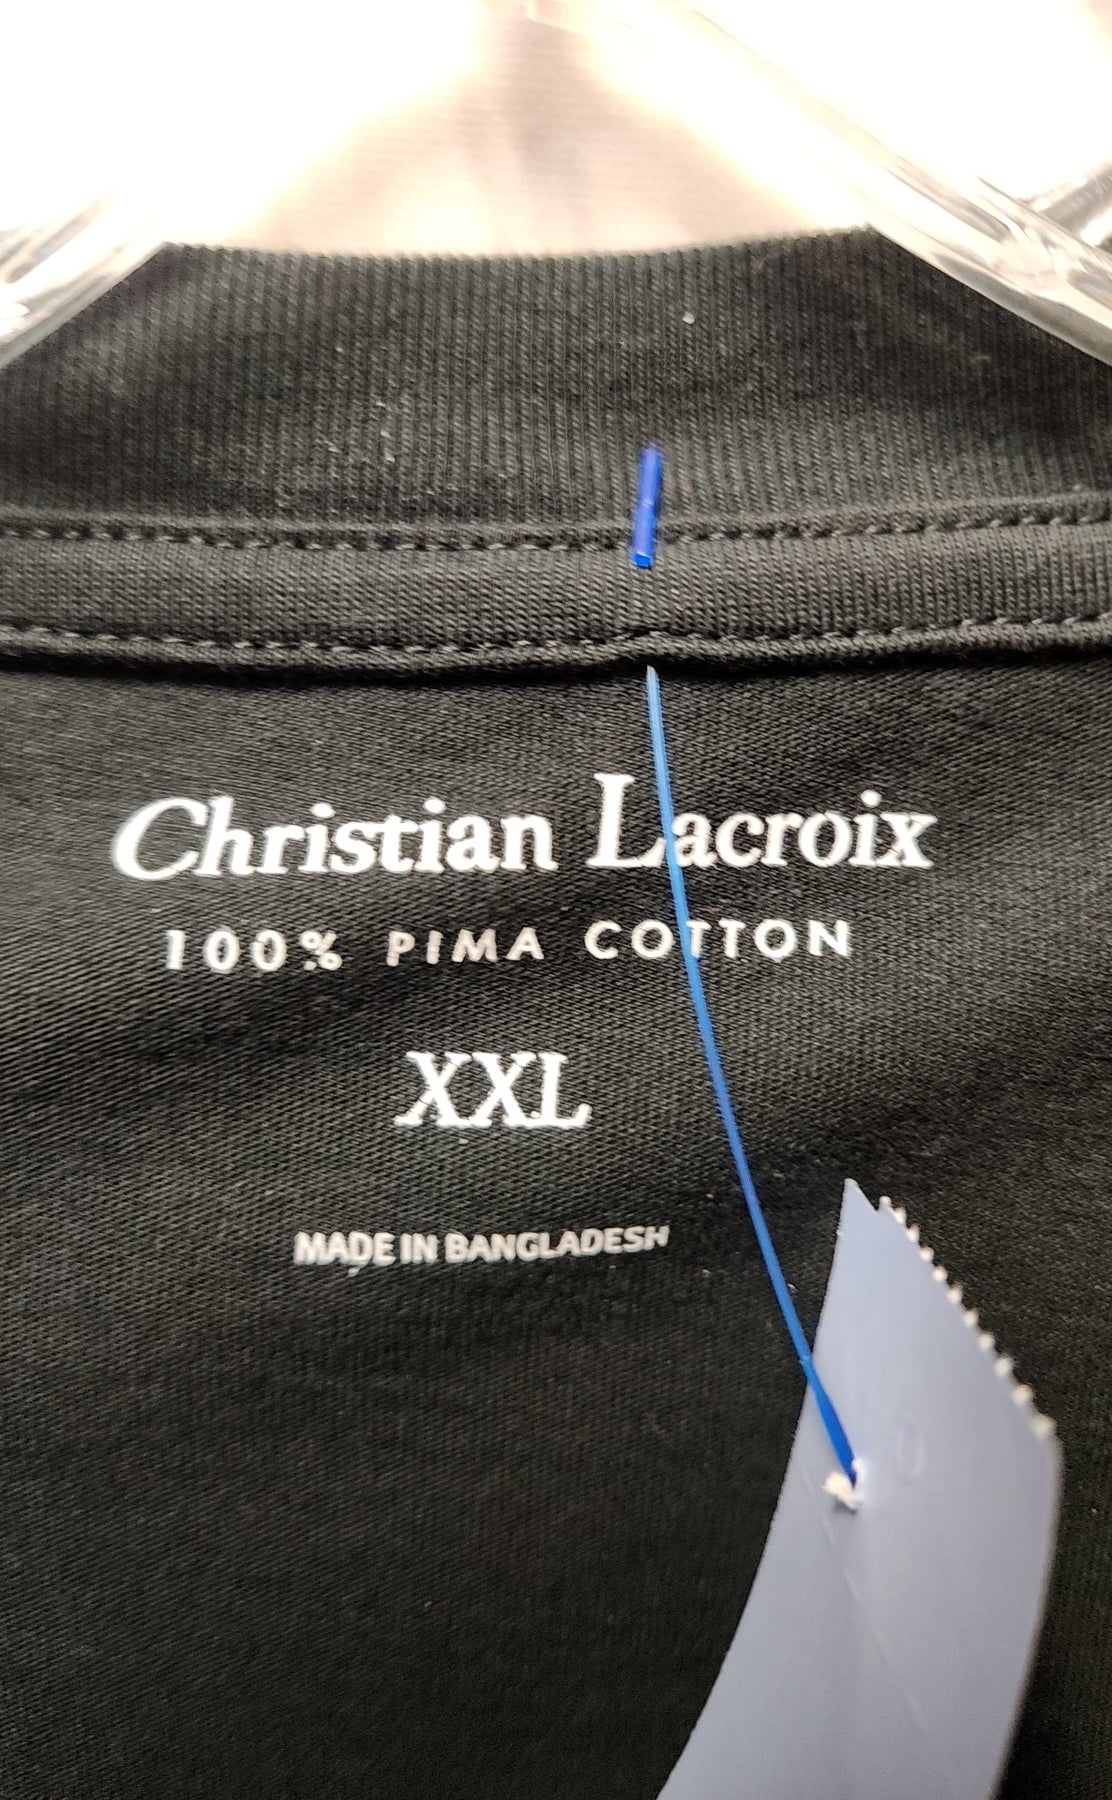 Christian Lacroix
100% PIMA COTTON
XXL
MADE IN BANGLADESH